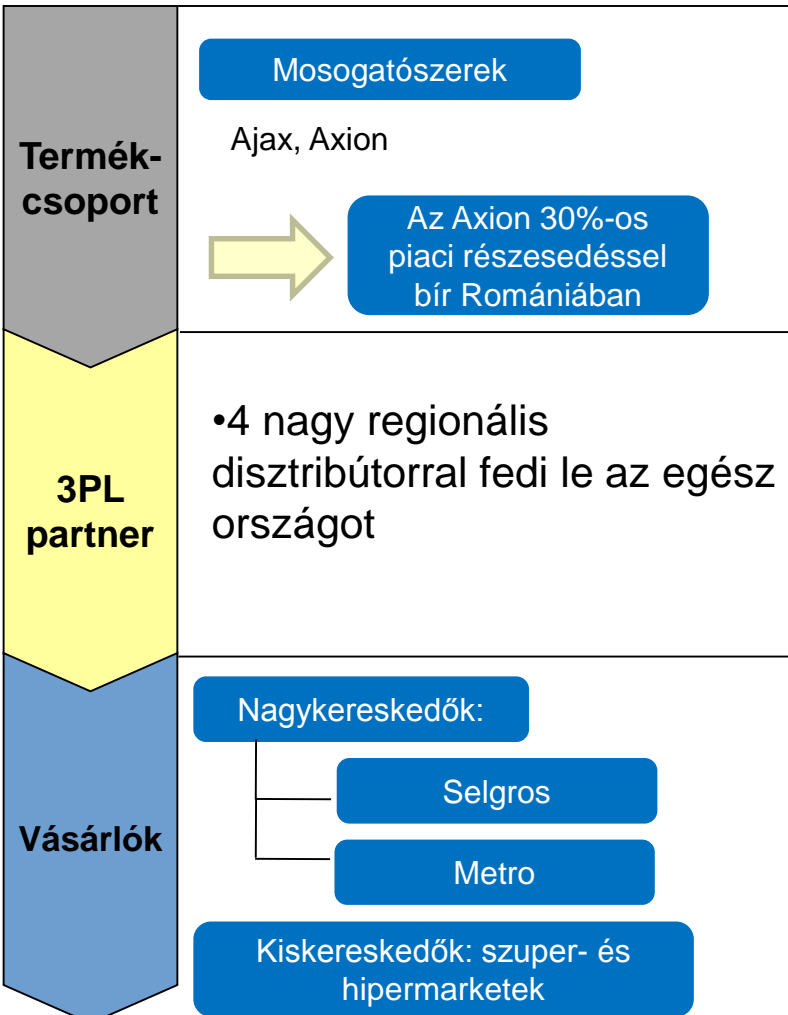 Mosogatószerek
Termék-
csoport
Ajax, Axion
Az Axion 30%-os
piaci részesedéssel
bír Romániában
3PL
partner
•4 nagy regionális
disztribútorral fedi le az egész
országot
Vásárlók
Nagykereskedők:
Selgros
Metro
Kiskereskedők: szuper- és
hipermarketek